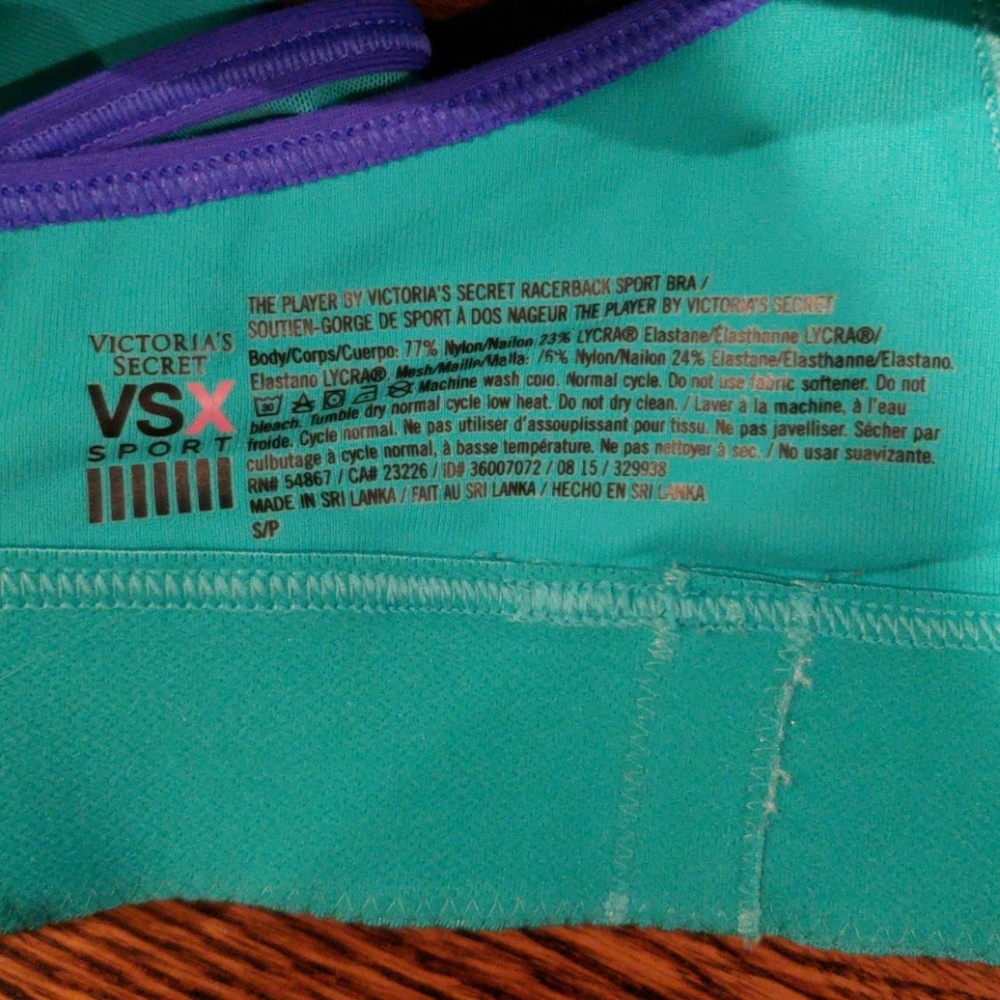 VICTORIA'S
SECRET
VSX
SPORT
THE PLAYER BY VICTORIA'S SECRET RACERBACK SPORT BRA /
SOUTIEN-GORGE DE SPORT À DOS NAGEUR THE PLAYER BY VICTORIA'S SECRET
Body/Corps/Cuerpo: 77% Nylon/Nailon 23% LYCRA® Elastane/Élasthanne LYCRA®/
Elastano LYCRA® Mesh/Maille/Malla: 76% Nylon/Nailon 24% Elastane/Elasthanne/Elastano.
Machine wash cold. Normal cycle. Do not use fabric softener. Do not
bleach. Tumble dry normal cycle low heat. Do not dry clean. / Laver à la machine, à l'eau
froide. Cycle normal. Ne pas utiliser d'assouplissant pour tissu. Ne pas javelliser. Sécher par
culbutage à cycle normal, à basse température. Ne pas nettoyer à sec. / No usar suavizante.
RN# 54867 / CA# 23226 / ID# 36007072 / 08 15 / 329938
MADE IN SRI LANKA / FAIT AU SRI LANKA / HECHO EN SRI LANKA
S/P